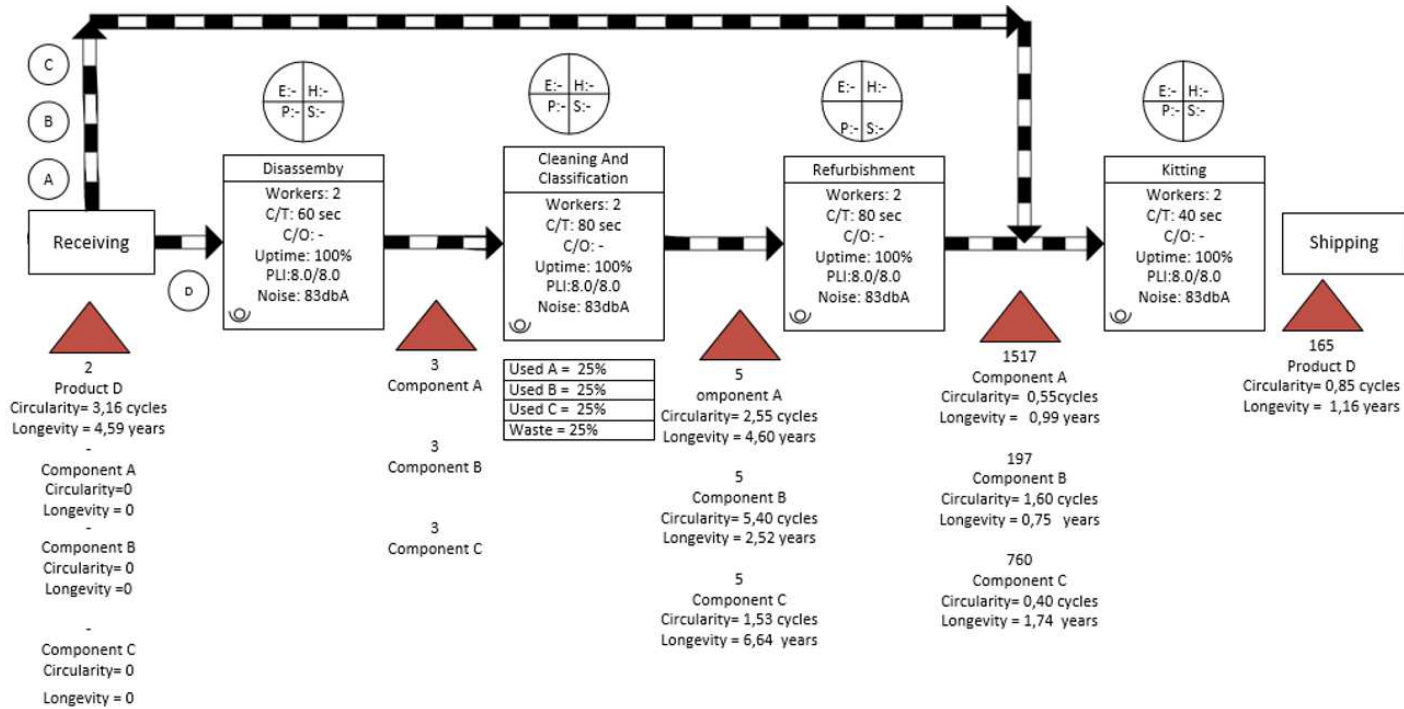 C
B
A
Receiving
D
E:- H:-
P:- S:-
Disassemby
Workers: 2
C/T: 60 sec
C/O: -
Uptime: 100%
PLI:8.0/8.0
Noise: 83dbA
E:- H:-
P:- S:-
Cleaning And
Classification
Workers: 2
C/T: 80 sec
C/O: -
Uptime: 100%
PLI:8.0/8.0
Noise: 83dbA
E:- H:-
P:- S:-
Refurbishment
Workers: 2
C/T: 80 sec
C/O: -
Uptime: 100%
PLI:8.0/8.0
Noise: 83dbA
E:- H:-
P:- S:-
Kitting
Workers: 2
C/T: 40 sec
C/O: -
Uptime: 100%
PLI:8.0/8.0
Noise: 83dbA
Shipping
2
Product D
Circularity= 3,16 cycles
Longevity = 4,59 years
-
Component A
Circularity=0
Longevity = 0
-
Component B
Circularity= 0
Longevity =0
-
Component C
Circularity= 0
Longevity = 0
3
Component A
3
Component B
3
Component C
Used A = 25%
Used B = 25%
Used C = 25%
Waste = 25%
5
omponent A
Circularity= 2,55 cycles
Longevity = 4,60 years
5
Component B
Circularity= 5,40 cycles
Longevity = 2,52 years
5
Component C
Circularity= 1,53 cycles
Longevity = 6,64 years
1517
Component A
Circularity= 0,55cycles
Longevity = 0,99 years
197
Component B
Circularity= 1,60 cycles
Longevity = 0,75 years
760
Component C
Circularity= 0,40 cycles
Longevity = 1,74 years
165
Product D
Circularity= 0,85 cycles
Longevity = 1,16 years